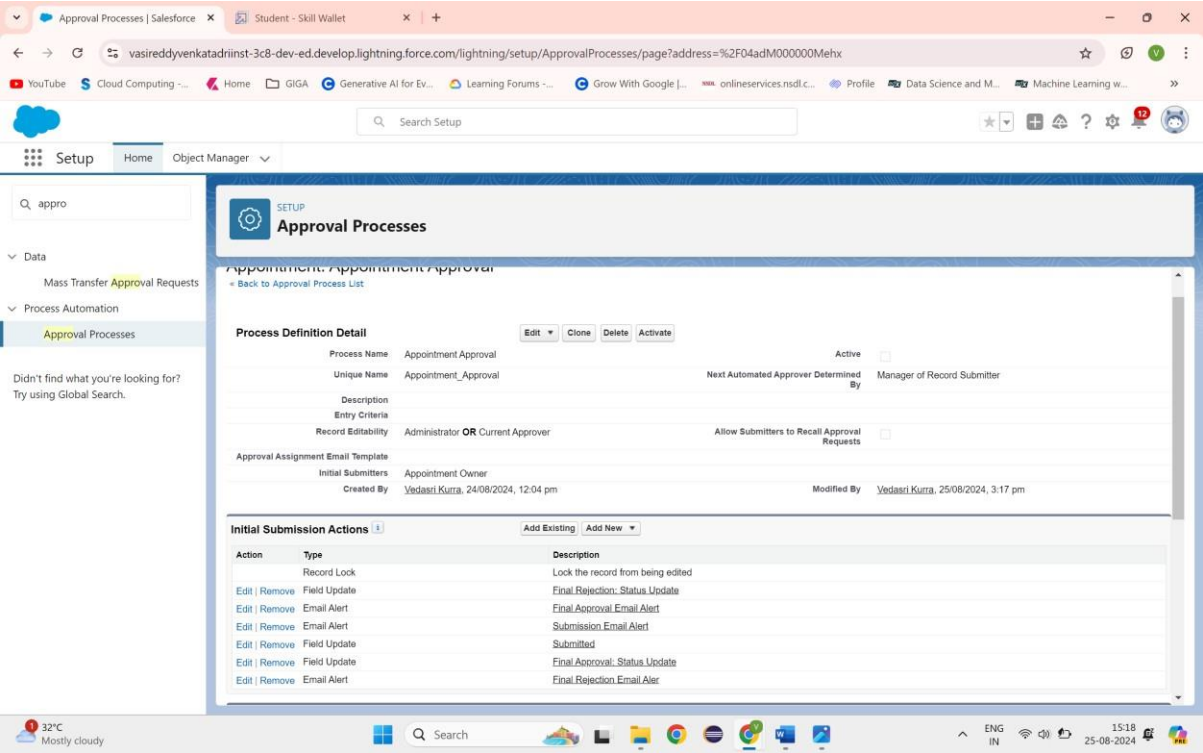 Approval Processes | Salesforce
Student - Skill Wallet
vasireddyvenkatadriinst-3c8-dev-ed.develop.lightning.force.com/lightning/setup/ApprovalProcesses/page?address=%2F04adM000000Mehx
V
YouTube
Cloud Computing -...
Home
GIGA
Generative AI for Ev...
Learning Forums -...
Grow With Google |...
onlineservices.nsdl.c...
Profile
Data Science and M...
Machine Learning w...
Search Setup
12
Setup
Home
Object Manager
appro
Data
Mass Transfer Approval Requests
Process Automation
Approval Processes
Didn't find what you're looking for?
Try using Global Search.
SETUP
Approval Processes
Appointment: Appointment Approval
« Back to Approval Process List
Process Definition Detail Edit Clone Delete Activate
Process Name Appointment Approval Active
Unique Name Appointment_Approval Next Automated Approver Determined By Manager of Record Submitter
Description
Entry Criteria
Record Editability Administrator OR Current Approver Allow Submitters to Recall Approval Requests
Approval Assignment Email Template
Initial Submitters Appointment Owner
Created By Vedasri Kurra, 24/08/2024, 12:04 pm Modified By Vedasri Kurra, 25/08/2024, 3:17 pm
Initial Submission Actions i Add Existing Add New
Action Type Description
Record Lock Lock the record from being edited
Edit | Remove Field Update Final Rejection: Status Update
Edit | Remove Email Alert Final Approval Email Alert
Edit | Remove Email Alert Submission Email Alert
Edit | Remove Field Update Submitted
Edit | Remove Field Update Final Approval: Status Update
Edit | Remove Email Alert Final Rejection Email Aler
1
32°C
Mostly cloudy
Search
V
ENG
IN
15:18
25-08-2024
PRE